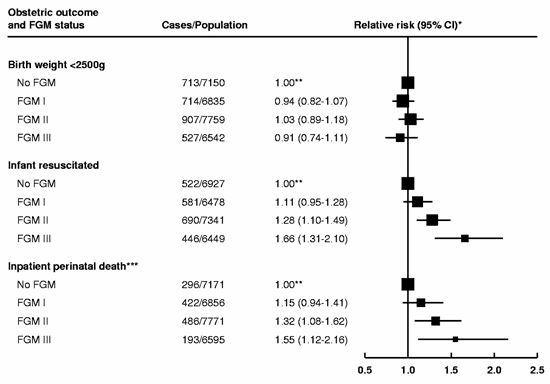 Obstetric outcome
and FGM status Cases/Population Relative risk (95% CI)*
Birth weight <2500g
No FGM 713/7150 1.00**
FGM I 714/6835 0.94 (0.82-1.07)
FGM II 907/7759 1.03 (0.89-1.18)
FGM III 527/6542 0.91 (0.74-1.11)
Infant resuscitated
No FGM 522/6927 1.00**
FGM I 581/6478 1.11 (0.95-1.28)
FGM II 690/7341 1.28 (1.10-1.49)
FGM III 446/6449 1.66 (1.31-2.10)
Inpatient perinatal death***
No FGM 296/7171 1.00**
FGM I 422/6856 1.15 (0.94-1.41)
FGM II 486/7771 1.32 (1.08-1.62)
FGM III 193/6595 1.55 (1.12-2.16)
0.5 1.0 1.5 2.0 2.5